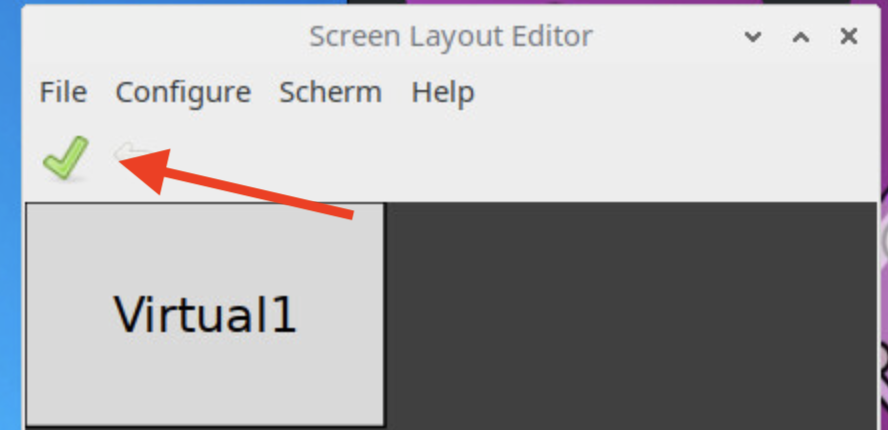 Screen Layout Editor
File Configure Scherm Help
Virtual1